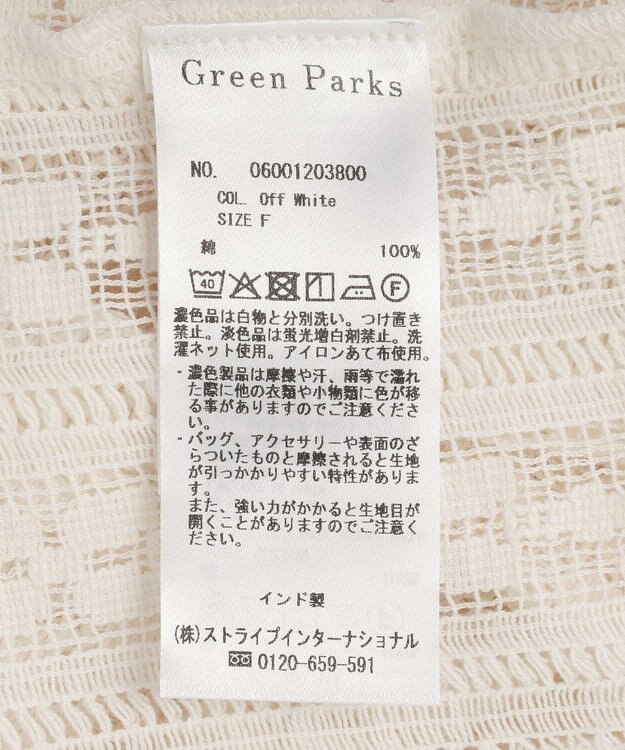 Green Parks
NO. 06001203800
COL. Off White
SIZE F
綿 100%
40 F
濃色品は白物と分別洗い。つけ置き
禁止。淡色品は蛍光増白剤禁止。洗
濯ネット使用。アイロンあて布使用。
・濃色製品は摩擦や汗、雨等で濡れ
た際に他の衣類や小物類に色が移
る事がありますのでご注意くださ
い。
・バッグ、アクセサリーや表面のざ
らついたものと摩擦されると生地
が引っかかりやすい特性がありま
す。
また、強い力がかかると生地目が
開くことがありますのでご注意く
ださい。
インド製
(株)ストライプインターナショナル
0120-659-591